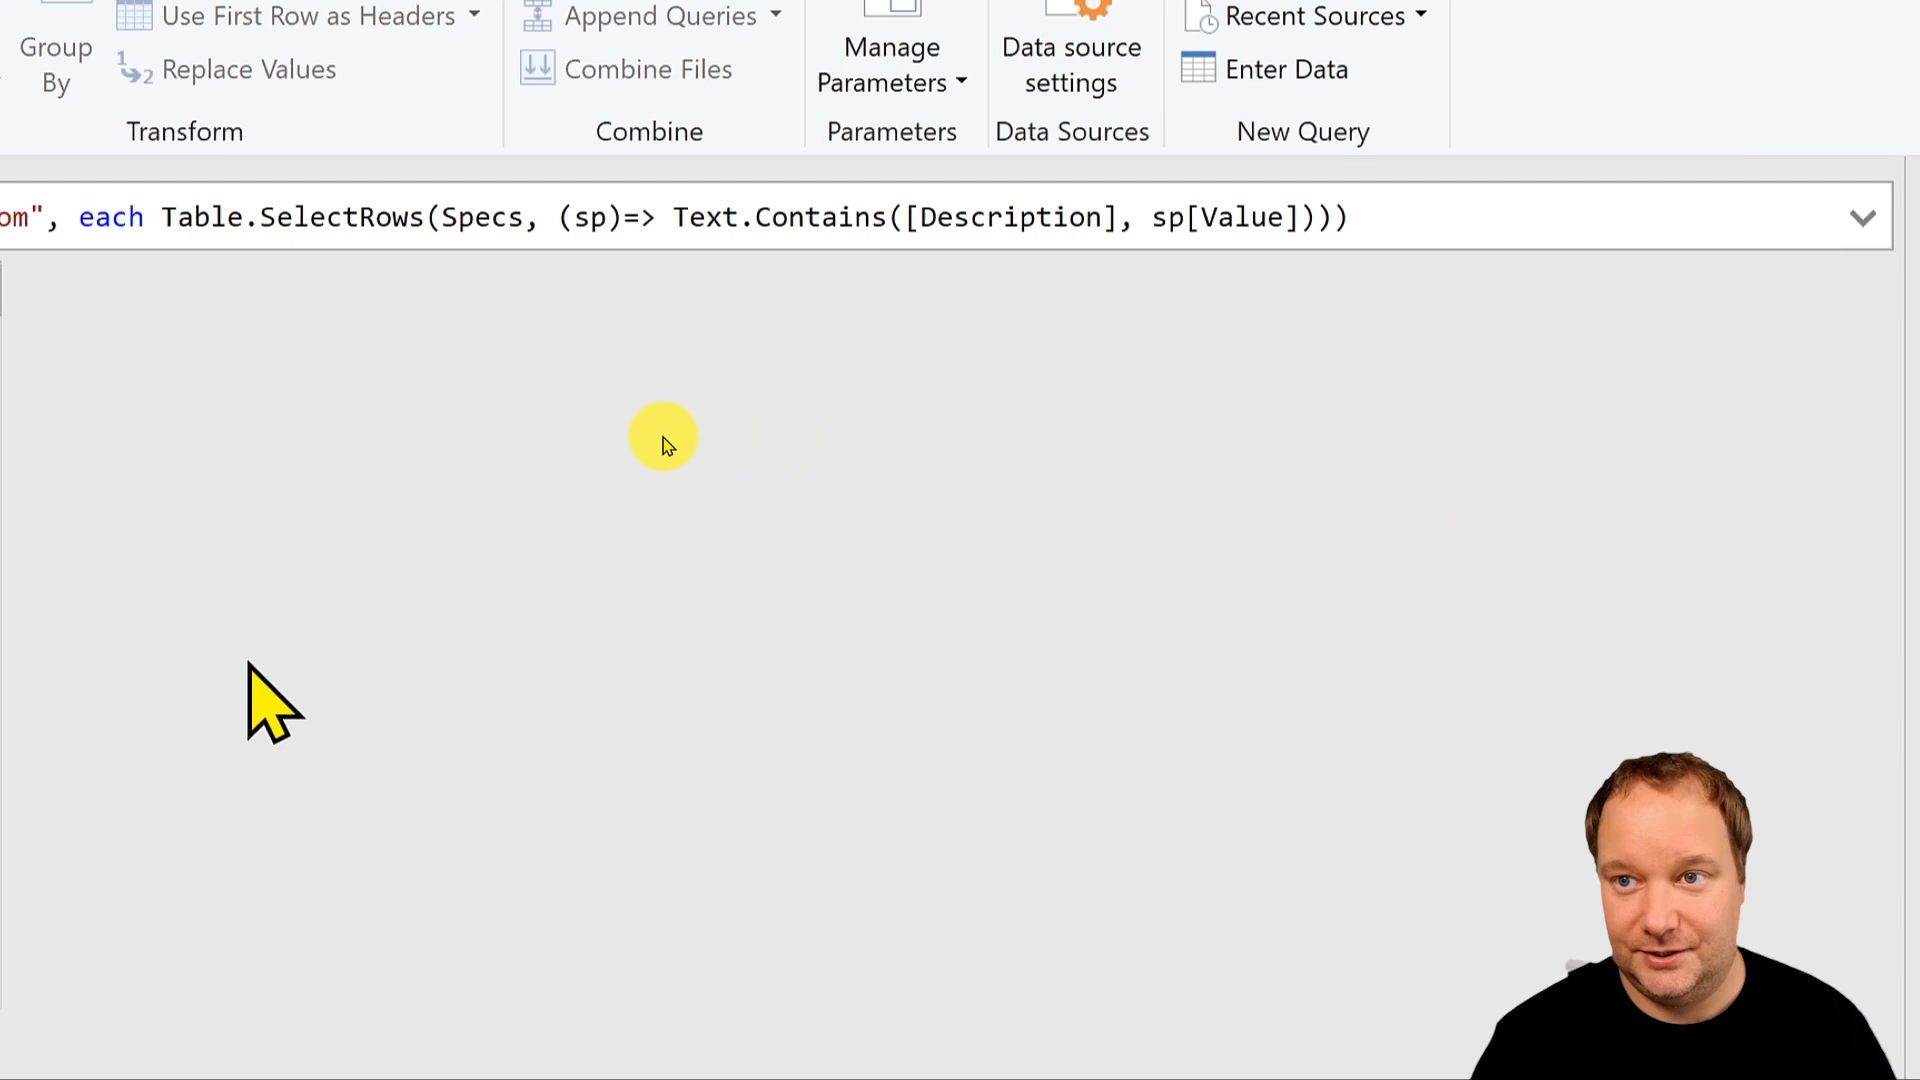 Use First Row as Headers
Append Queries
Recent Sources
Group
By
1
2
Replace Values
Combine Files
Manage
Parameters
Data source
settings
Enter Data
Transform
Combine
Parameters
Data Sources
New Query
om", each Table.SelectRows(Specs, (sp)=> Text.Contains([Description], sp[Value])))